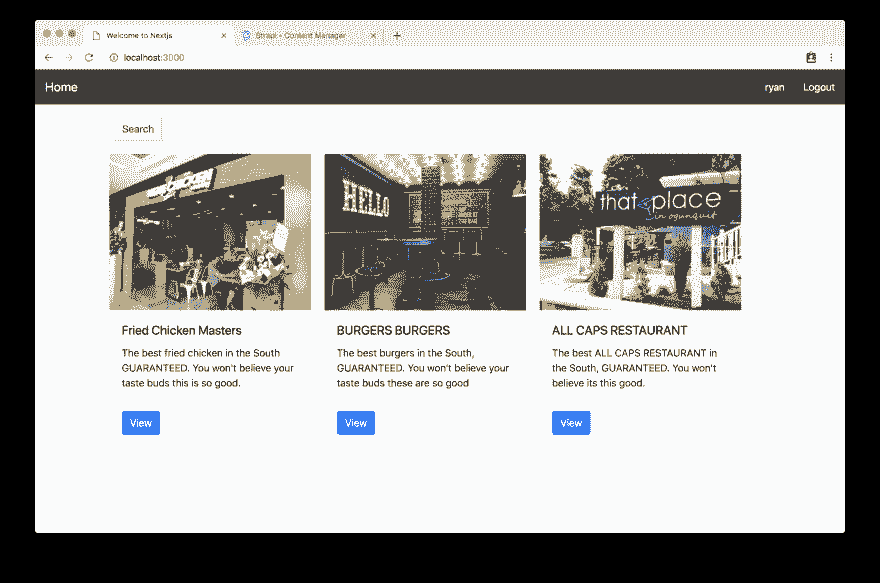 Welcome to Nextjs
Strapi - Content Manager
localhost:3000
Home
ryan
Logout
Search
HELLO
that place
in ogunquit
Fried Chicken Masters
BURGERS BURGERS
ALL CAPS RESTAURANT
The best fried chicken in the South
GUARANTEED. You won't believe your
taste buds this is so good.
The best burgers in the South,
GUARANTEED. You won't believe your
taste buds these are so good
The best ALL CAPS RESTAURANT in
the South, GUARANTEED. You won't
believe its this good.
View
View
View